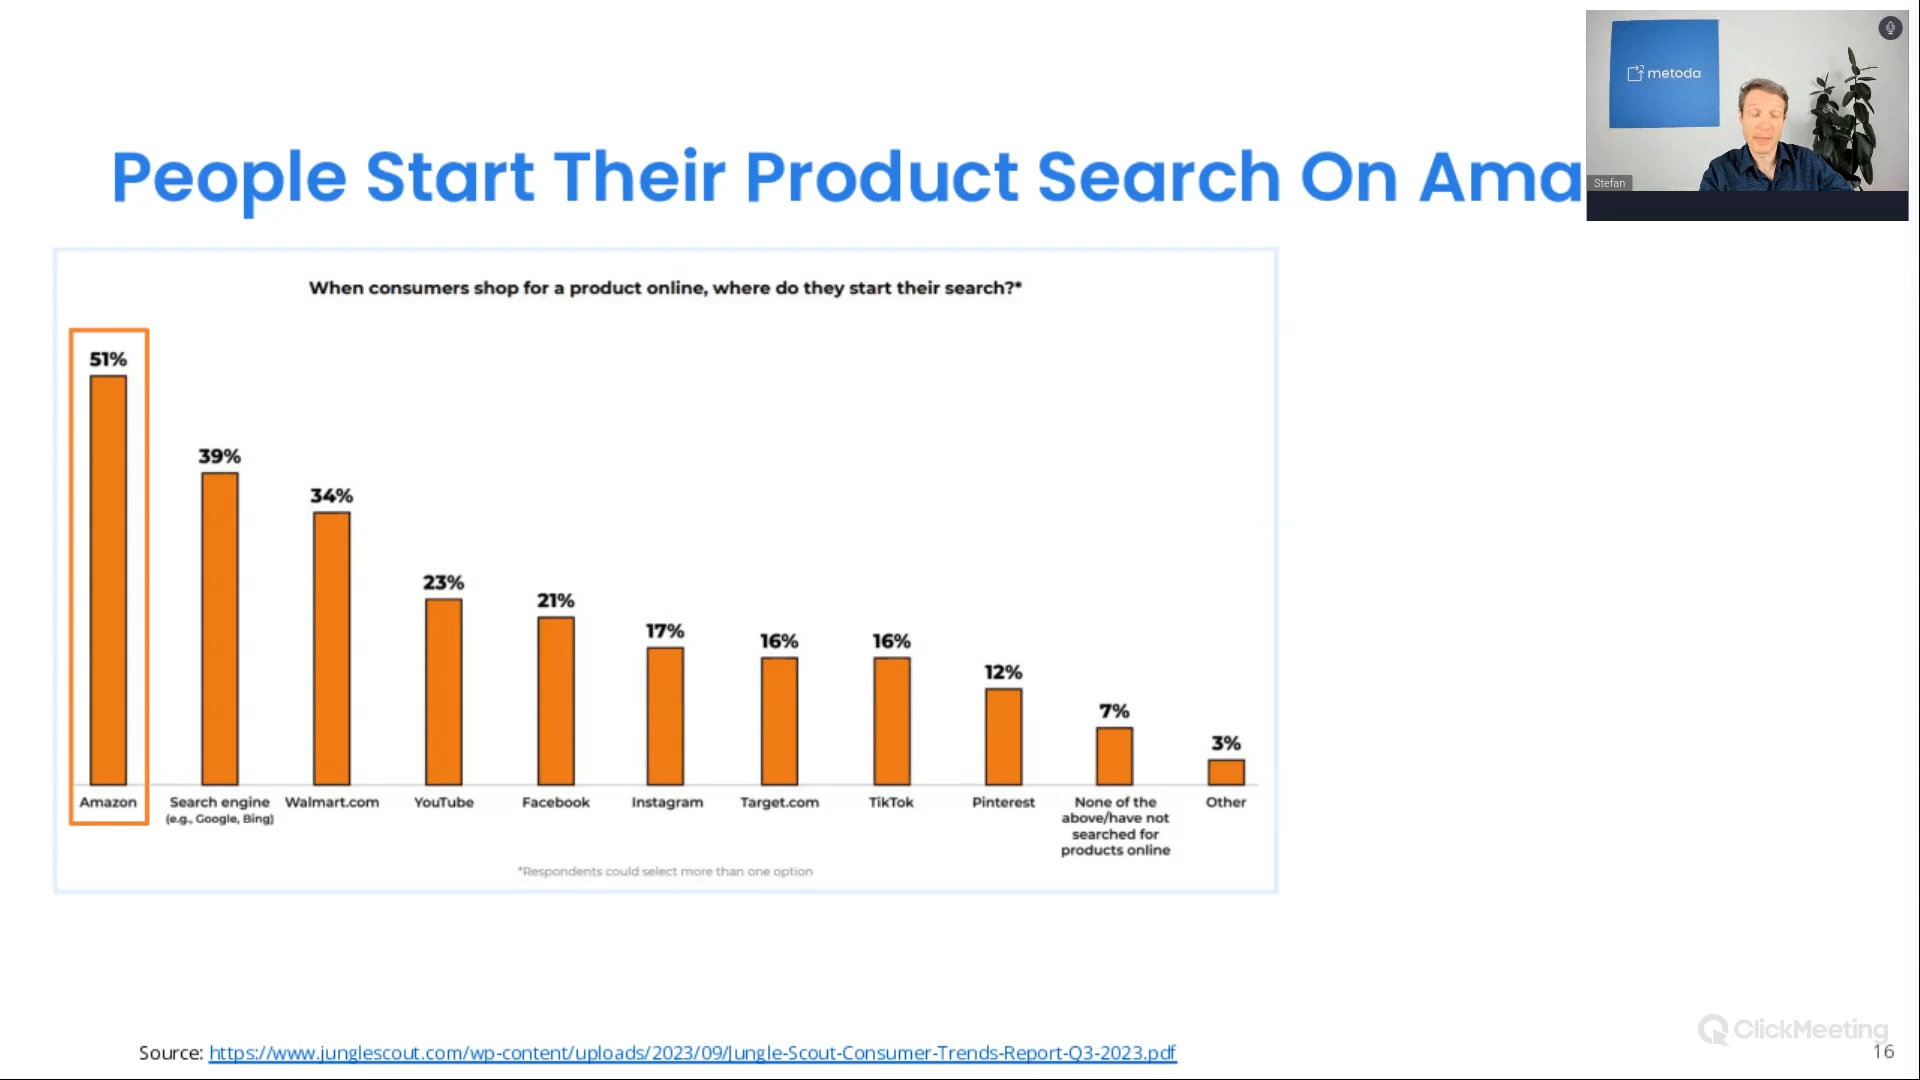 metoda
Stefan
People Start Their Product Search On Ama
When consumers shop for a product online, where do they start their search?*
51%
39%
34%
23%
21%
17%
16%
16%
12%
7%
3%
Amazon
Search engine
(e.g., Google, Bing)
Walmart.com
YouTube
Facebook
Instagram
Target.com
TikTok
Pinterest
None of the
above/have not
searched for
products online
Other
*Respondents could select more than one option
ClickMeeting
Source: https://www.junglescout.com/wp-content/uploads/2023/09/Jungle-Scout-Consumer-Trends-Report-Q3-2023.pdf
16